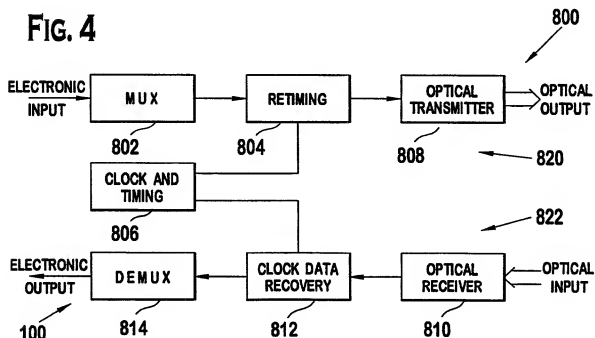 FIG. 4
800
ELECTRONIC
INPUT
MUX
802
RETIMING
804
OPTICAL
TRANSMITTER
808
OPTICAL
OUTPUT
820
CLOCK AND
TIMING
806
822
ELECTRONIC
OUTPUT
DEMUX
814
CLOCK DATA
RECOVERY
812
OPTICAL
RECEIVER
810
OPTICAL
INPUT
100